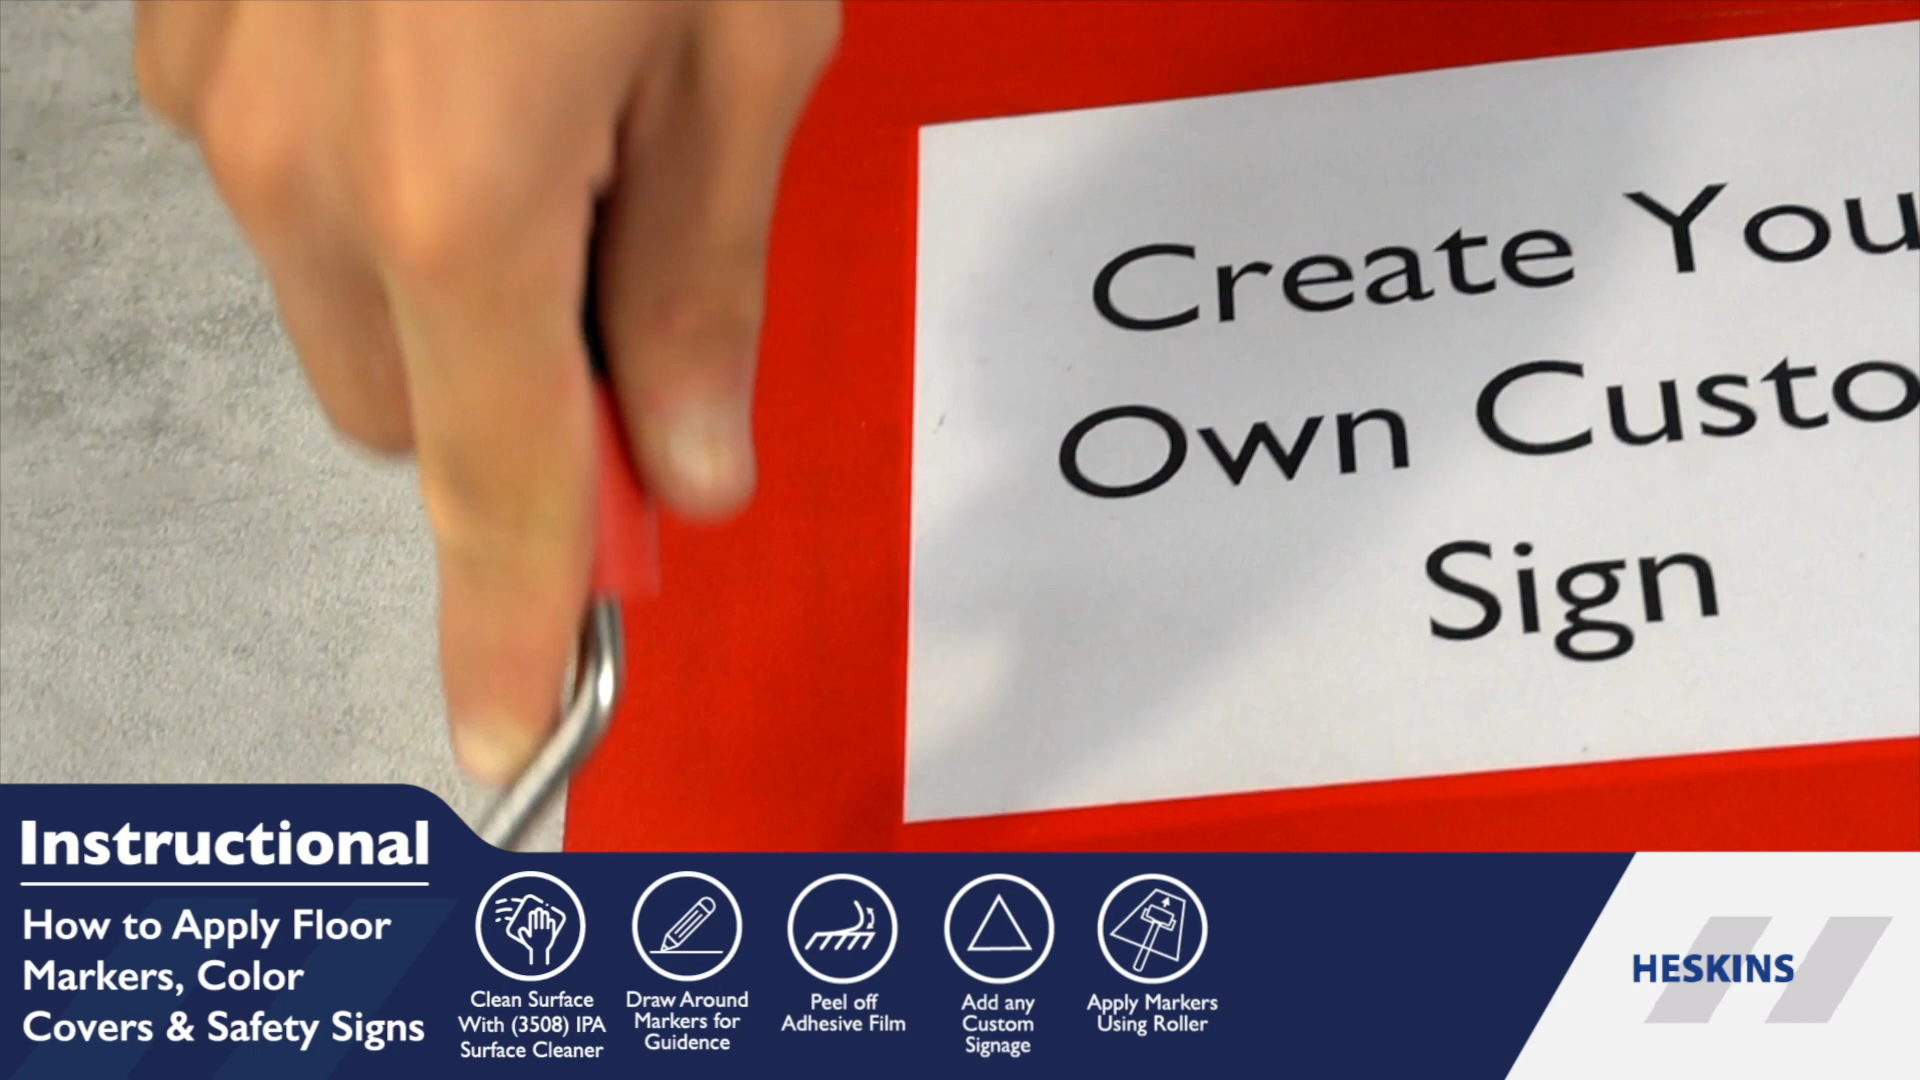 Create You
Own Custo
Sign
Instructional
How to Apply Floor
Markers, Color
Covers & Safety Signs
Clean Surface
With (3508) IPA
Surface Cleaner
Draw Around
Markers for
Guidence
Peel off
Adhesive Film
Add any
Custom
Signage
Apply Markers
Using Roller
HESKINS